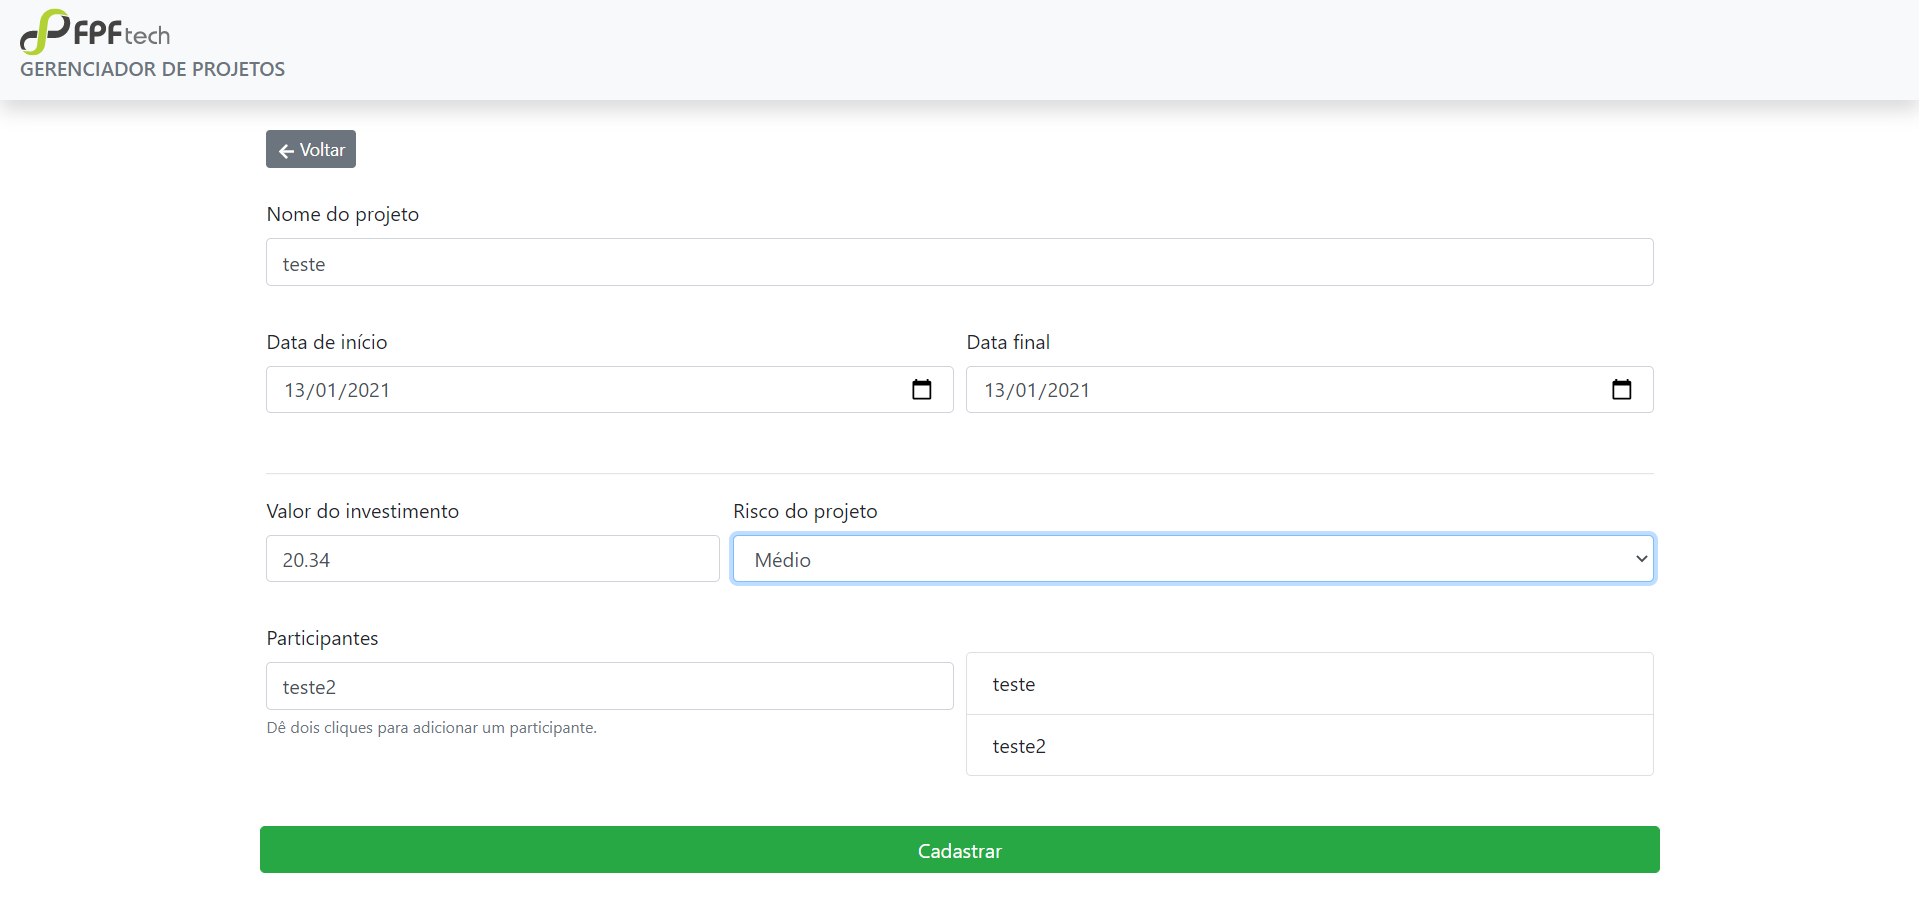 FPFtech
GERENCIADOR DE PROJETOS
Voltar
Nome do projeto
teste
Data de início
Data final
13/01/2021
13/01/2021
Valor do investimento
Risco do projeto
20.34
Médio
Participantes
teste2
Dê dois cliques para adicionar um participante.
teste
teste2
Cadastrar